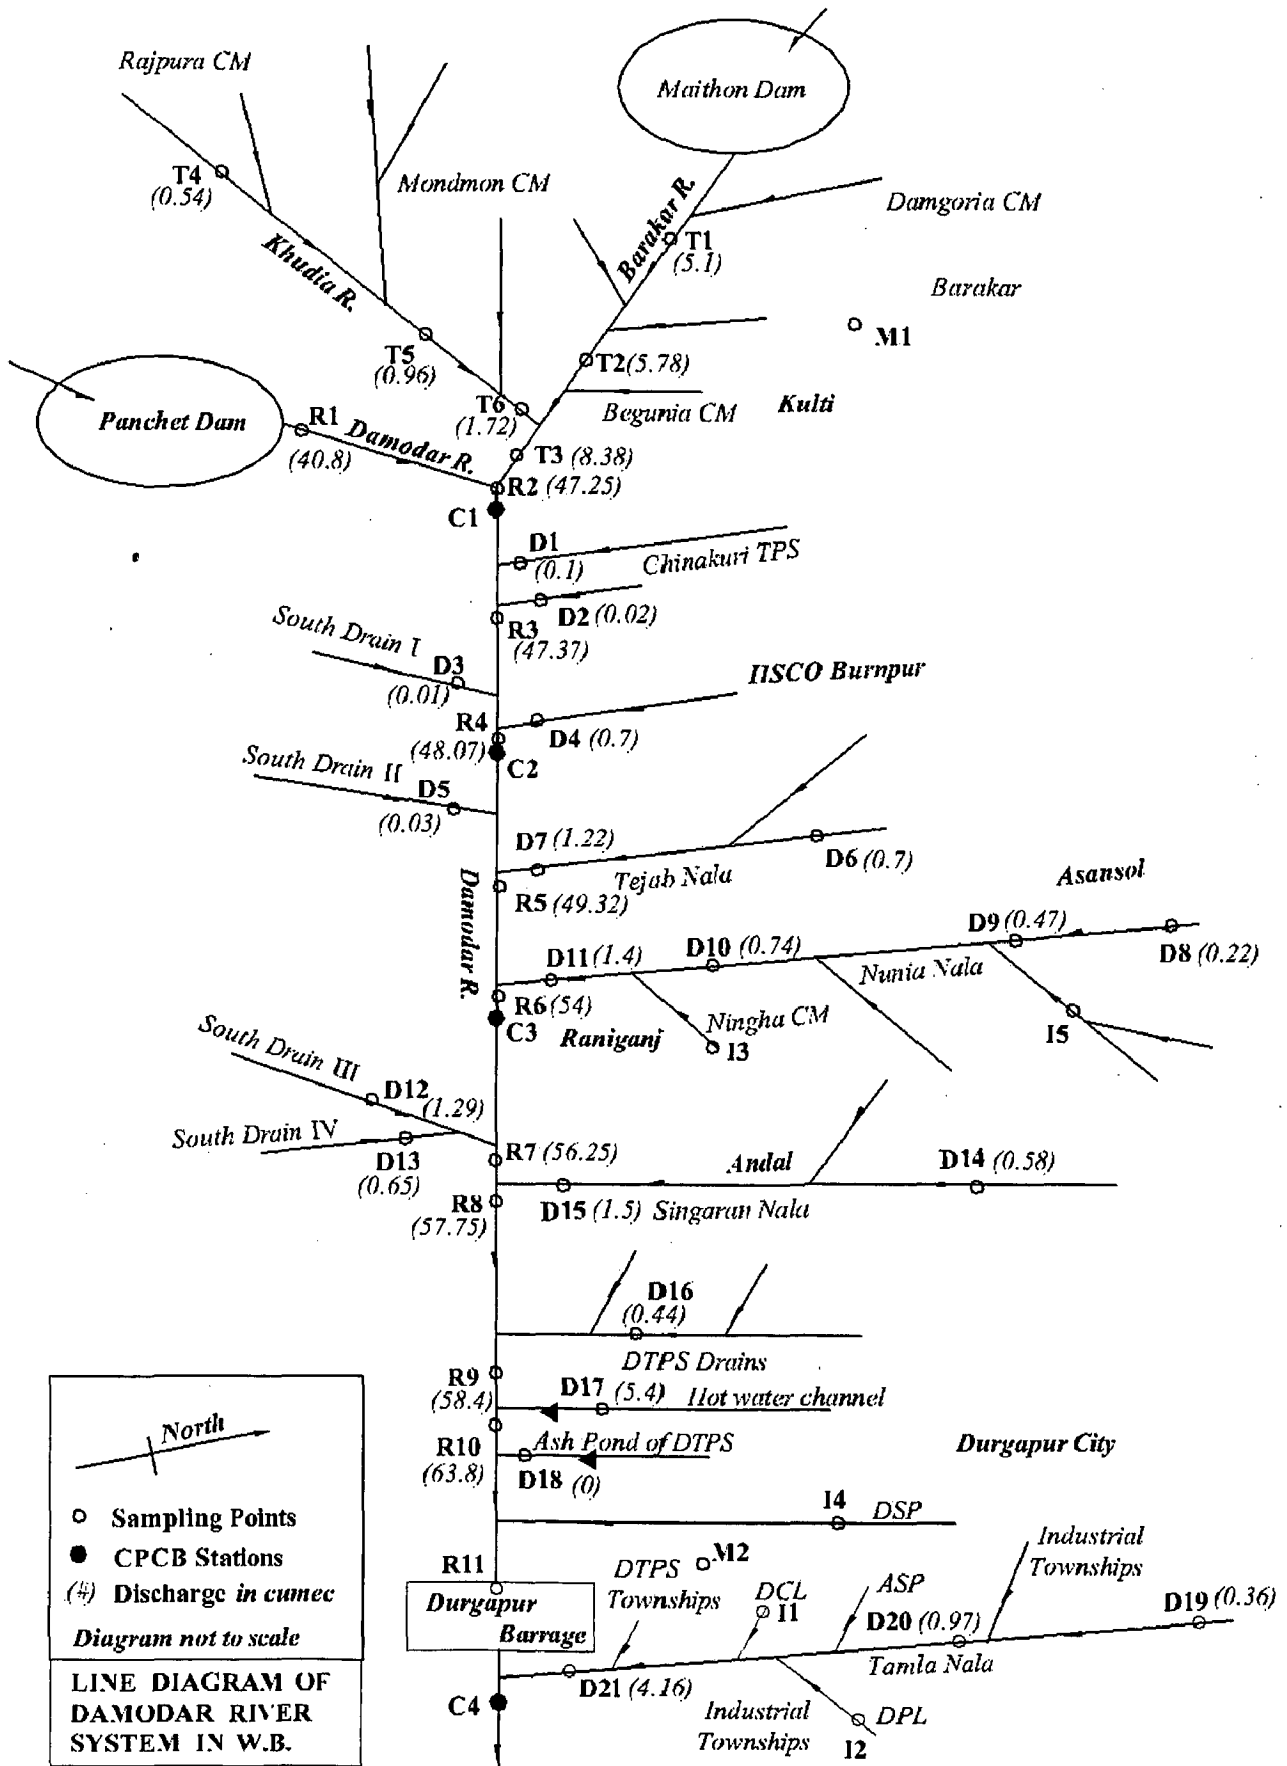 Rajpura CM
Maithon Dam
T4
(0.54)
Mondmon CM
Barakar R.
Damgoria CM
T1
(5.1)
Khudia R.
Barakar
M1
T5
(0.96)
T2 (5.78)
Begunia CM
Kulti
Panchet Dam
R1
(40.8)
Damodar R.
T6
(1.72)
T3 (8.38)
R2 (47.25)
C1
D1
(0.1)
Chinakuri TPS
D2 (0.02)
R3
(47.37)
South Drain I
D3
(0.01)
IISCO Burnpur
R4
(48.07)
D4 (0.7)
C2
South Drain II
D5
(0.03)
D7 (1.22)
Tejab Nala
D6 (0.7)
R5 (49.32)
Damodar R.
Asansol
D9 (0.47)
D8 (0.22)
D11 (1.4)
D10 (0.74)
Nunia Nala
R6 (54)
C3
Raniganj
Ningha CM
I3
I5
South Drain III
D12
(1.29)
South Drain IV
D13
(0.65)
R7 (56.25)
Andal
D14 (0.58)
R8
(57.75)
D15 (1.5) Singaran Nala
D16
(0.44)
DTPS Drains
R9
(58.4)
D17 (5.4) Hot water channel
R10
(63.8)
Ash Pond of DTPS
D18 (0)
Durgapur City
I4
DSP
R11
Durgapur
Barrage
DTPS
Townships
M2
DCL
I1
ASP
Industrial
Townships
D20 (0.97)
D19 (0.36)
Tamla Nala
D21 (4.16)
C4
Industrial
Townships
DPL
I2
North
Sampling Points
CPCB Stations
(#) Discharge in cumec
Diagram not to scale
LINE DIAGRAM OF
DAMODAR RIVER
SYSTEM IN W.B.